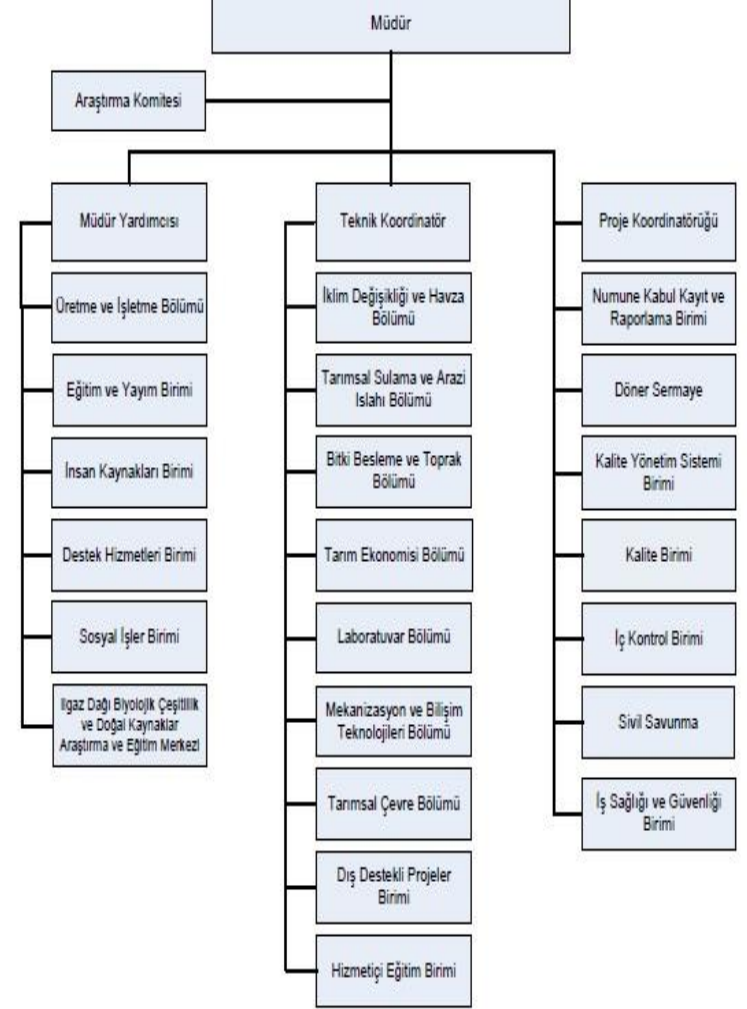 Müdür
Araştırma Komitesi
Müdür Yardımcısı
Üretme ve İşletme Bölümü
Eğitim ve Yayım Birimi
İnsan Kaynakları Birimi
Destek Hizmetleri Birimi
Sosyal İşler Birimi
Ilgaz Dağı Biyolojik Çeşitlilik
ve Doğal Kaynaklar
Araştırma ve Eğitim Merkezi
Teknik Koordinatör
İklim Değişikliği ve Havza
Bölümü
Tarımsal Sulama ve Arazi
Islahı Bölümü
Bitki Besleme ve Toprak
Bölümü
Tarım Ekonomisi Bölümü
Laboratuvar Bölümü
Mekanizasyon ve Bilişim
Teknolojileri Bölümü
Tarımsal Çevre Bölümü
Dış Destekli Projeler
Birimi
Hizmetiçi Eğitim Birimi
Proje Koordinatörüğü
Numune Kabul Kayıt ve
Raporlama Birimi
Döner Sermaye
Kalite Yönetim Sistemi
Birimi
Kalite Birimi
İç Kontrol Birimi
Sivil Savunma
İş Sağlığı ve Güvenliği
Birimi